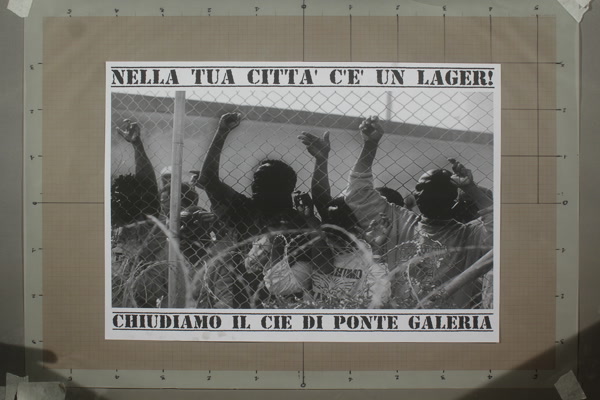 NELLA TUA CITTA' C'E' UN LAGER!
CHIUDIAMO IL CIE DI PONTE GALERIA